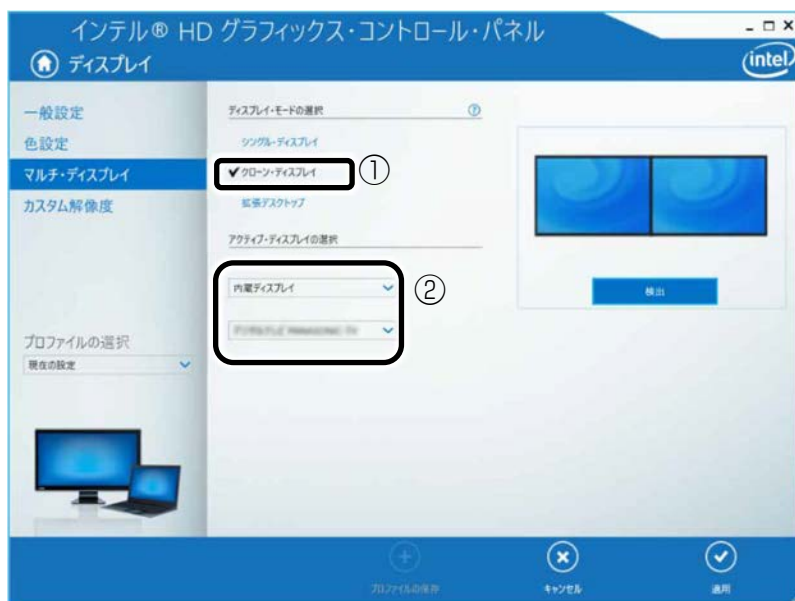 インテル® HD グラフィックス・コントロール・パネル
ディスプレイ
intel
一般設定
色設定
マルチ・ディスプレイ
カスタム解像度
プロファイルの選択
現在の設定
ディスプレイ・モードの選択
シングル・ディスプレイ
✔クローン・ディスプレイ
①
拡張デスクトップ
アクティブ・ディスプレイの選択
内蔵ディスプレイ
②
検出
プロファイルの保存
キャンセル
適用